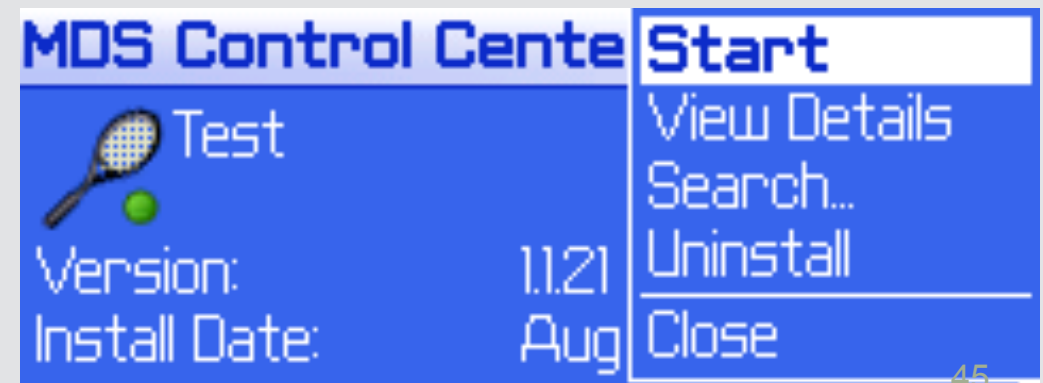 MDS Control Cente
Test
Version: 1.1.21
Install Date: Aug
Start
View Details
Search...
Uninstall
Close
45